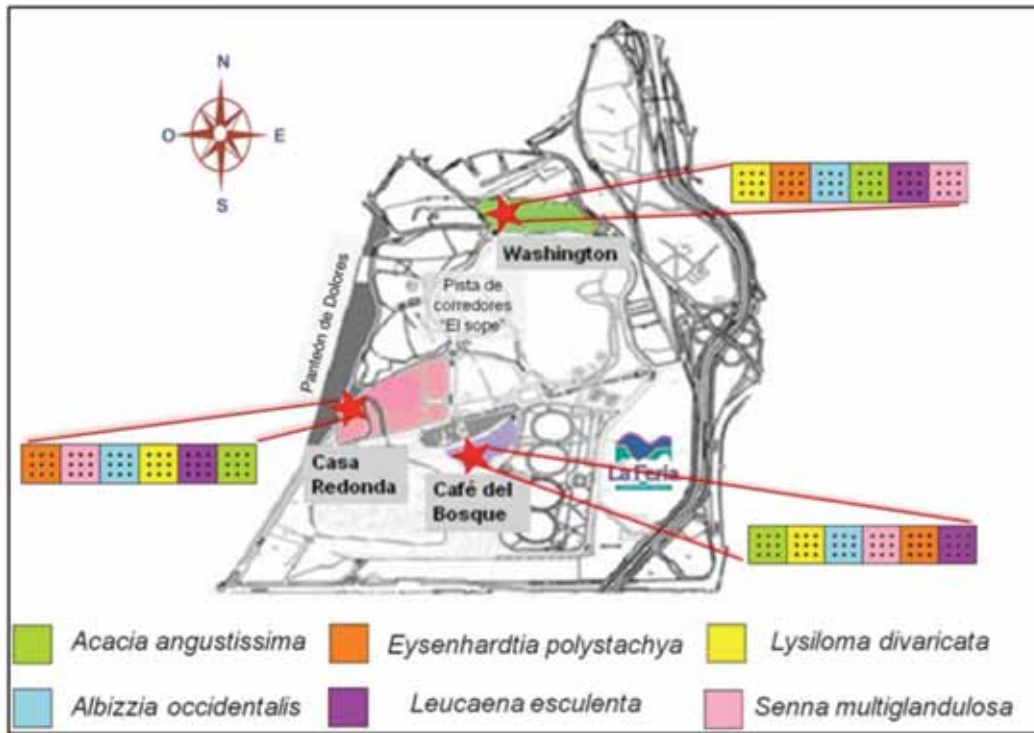 N
O
E
S
Washington
Pista de
corredores
"El sope"
Panteón de Dolores
Casa
Redonda
Café del
Bosque
La Feria
Acacia angustissima
Eysenhardtia polystachya
Lysiloma divaricata
Albizzia occidentalis
Leucaena esculenta
Senna multiglandulosa